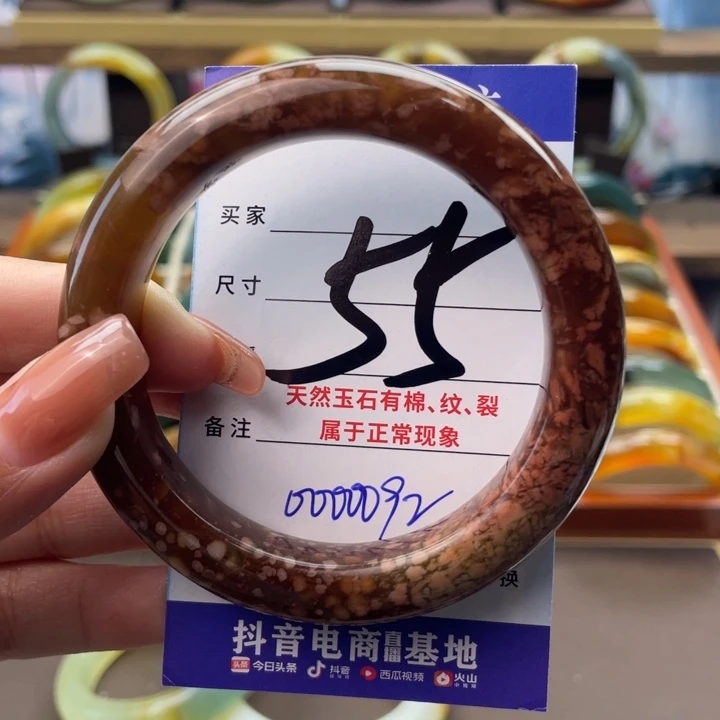 买家
尺寸
55
天然玉石有棉、纹、裂
属于正常现象
备注
0000092
换
抖音电商直播基地
头条 今日头条 抖音 西瓜视频 火山